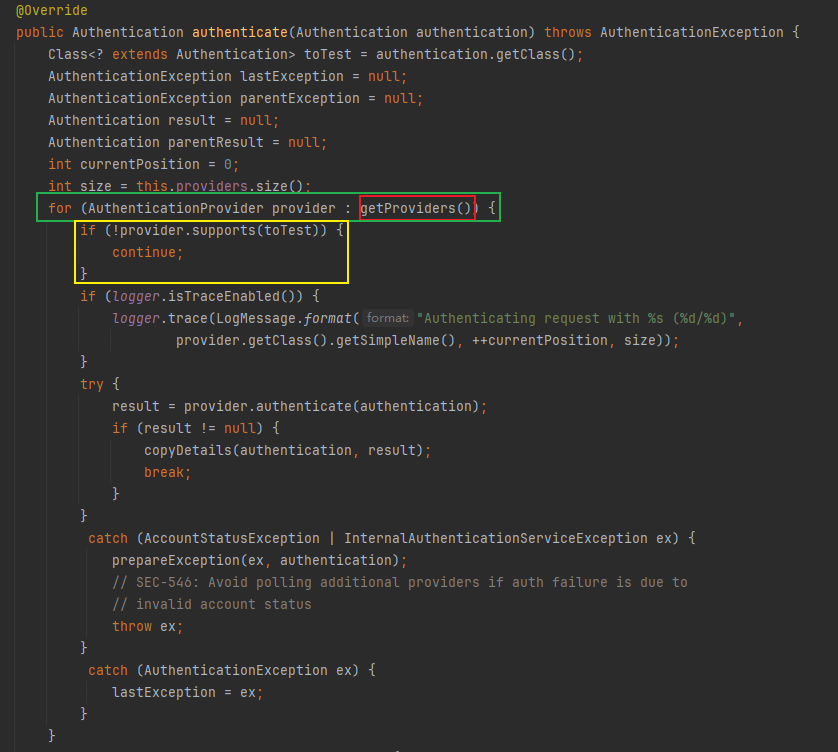 @Override
public Authentication authenticate(Authentication authentication) throws AuthenticationException {
Class<? extends Authentication> toTest = authentication.getClass();
AuthenticationException lastException = null;
AuthenticationException parentException = null;
Authentication result = null;
Authentication parentResult = null;
int currentPosition = 0;
int size = this.providers.size();
for (AuthenticationProvider provider : getProviders()) {
if (!provider.supports(toTest)) {
continue;
}
if (logger.isTraceEnabled()) {
logger.trace(LogMessage.format( format: "Authenticating request with %s (%d/%d)",
provider.getClass().getSimpleName(), ++currentPosition, size));
}
try {
result = provider.authenticate(authentication);
if (result != null) {
copyDetails(authentication, result);
break;
}
}
catch (AccountStatusException | InternalAuthenticationServiceException ex) {
prepareException(ex, authentication);
// SEC-546: Avoid polling additional providers if auth failure is due to
// invalid account status
throw ex;
}
catch (AuthenticationException ex) {
lastException = ex;
}
}